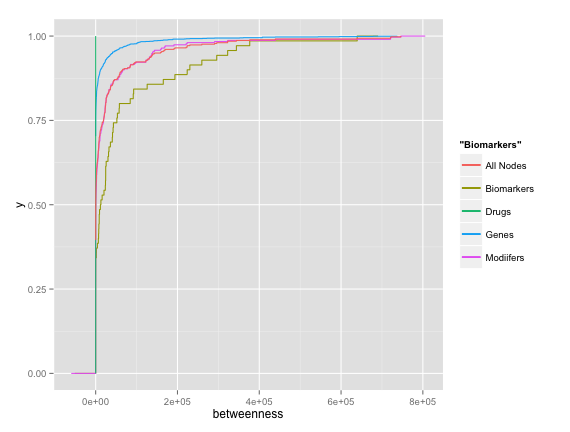 1.00
0.75
0.50
0.25
0.00
y
0e+00 2e+05 4e+05 6e+05 8e+05
betweenness
"Biomarkers"
All Nodes
Biomarkers
Drugs
Genes
Modiifers